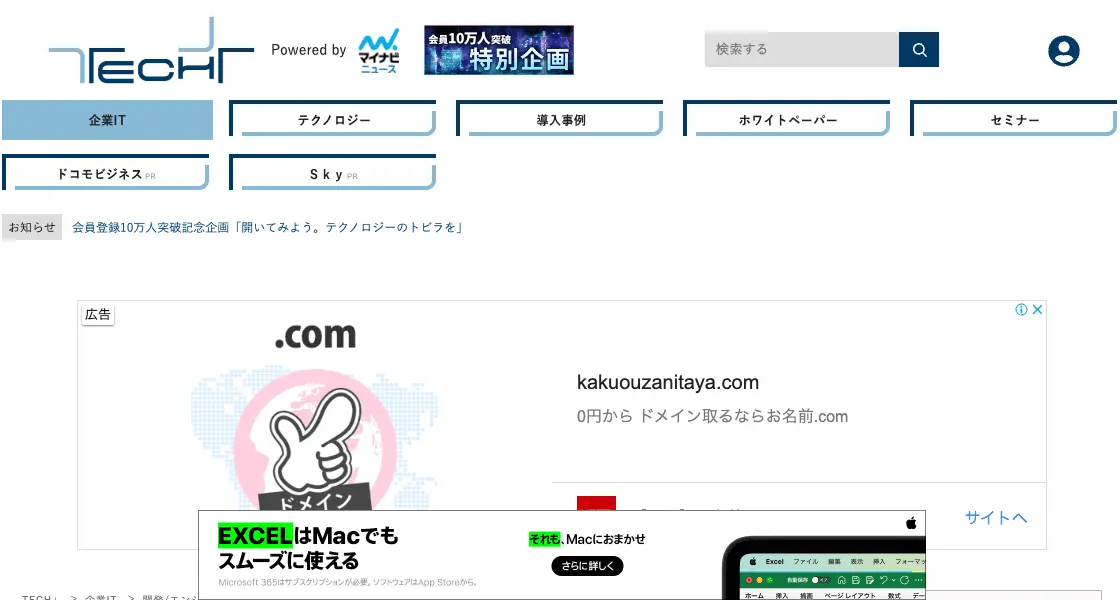 TECH+
Powered by
マイナビ
ニュース
会員10万人突破
特別企画
検索する
企業IT
テクノロジー
導入事例
ホワイトペーパー
セミナー
ドコモビジネス PR
Sky PR
お知らせ
会員登録10万人突破記念企画「開いてみよう。テクノロジーのトビラを」
広告
.com
ドメイン
kakuouzanitaya.com
0円から ドメイン取るならお名前.com
サイトへ
EXCELはMacでも
スムーズに使える
Microsoft 365はサブスクリプションが必要。ソフトウェアはApp Storeから。
それも、Macにおまかせ
さらに詳しく
Excel ファイル 編集 表示 挿入 フォーマッ
自動保存
ホーム 挿入 描画 ページ レイアウト 数式 デー
TECH+ > 企業IT > 開発/エンジ